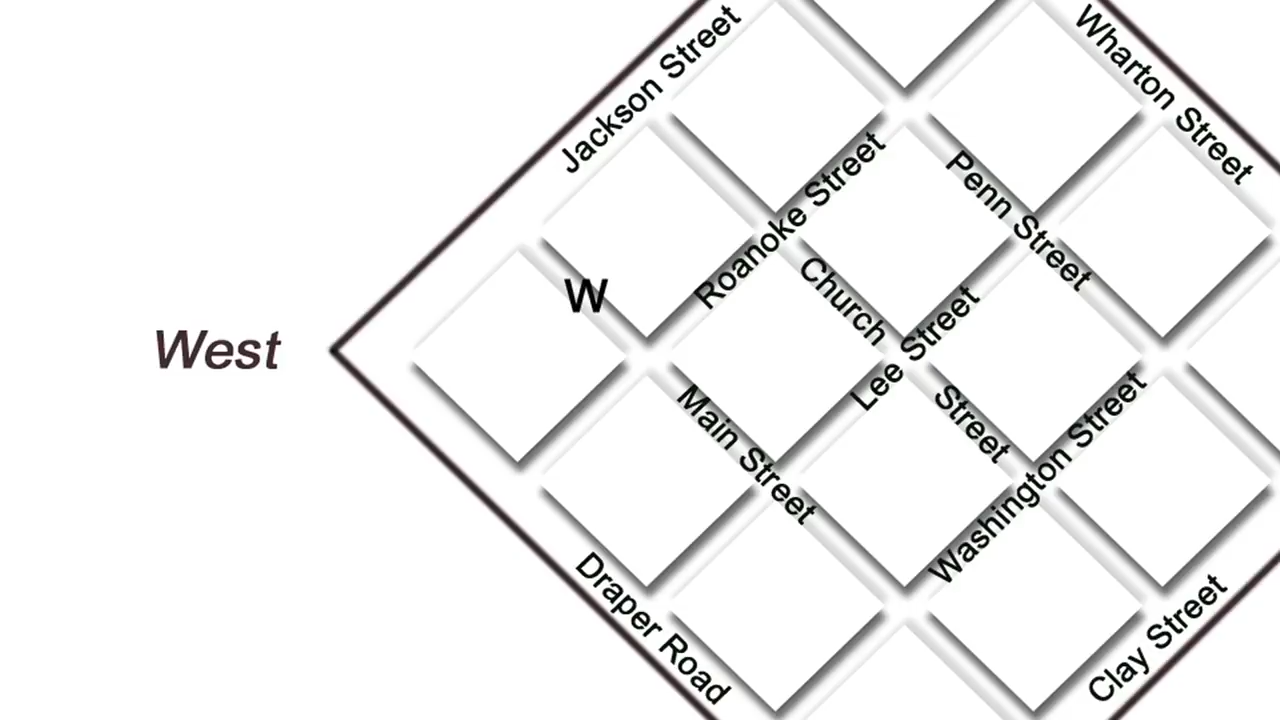 Jackson Street
Wharton Street
Roanoke Street
Penn Street
W
Church
Street
Lee Street
West
Main Street
Washington Street
Draper Road
Clay Street